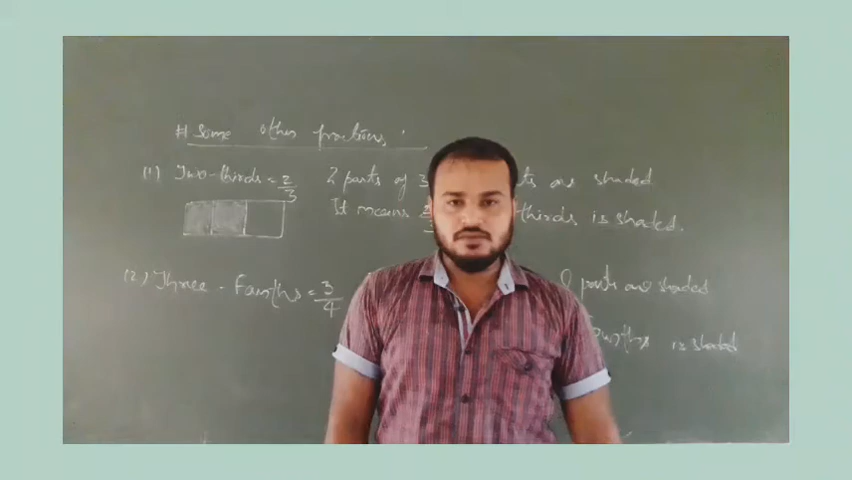 # Some other fractions,
(1) Two-thirds = 2/3 2 parts of 3 ts are shaded
It means thirds is shaded.
(2) Three - Fourths = 3/4 parts are shaded
is shaded